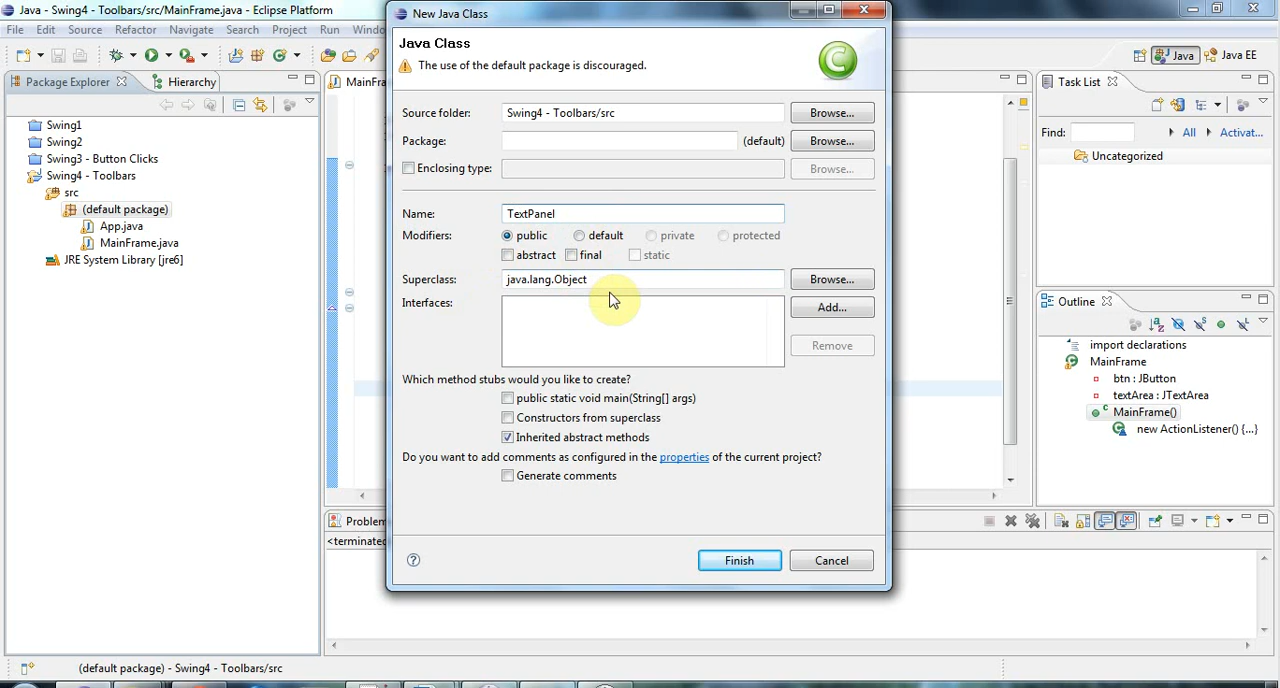 Java - Swing4 - Toolbars/src/MainFrame.java - Eclipse Platform
File Edit Source Refactor Navigate Search Project Run Windo
Java Java EE
Package Explorer Hierarchy
Swing1
Swing2
Swing3 - Button Clicks
Swing4 - Toolbars
src
(default package)
App.java
MainFrame.java
JRE System Library [jre6]
MainFra
New Java Class
Java Class
The use of the default package is discouraged.
Source folder: Swing4 - Toolbars/src Browse...
Package: (default) Browse...
Enclosing type: Browse...
Name: TextPanel
Modifiers: public default private protected
abstract final static
Superclass: java.lang.Object Browse...
Interfaces: Add...
Remove
Which method stubs would you like to create?
public static void main(String[] args)
Constructors from superclass
Inherited abstract methods
Do you want to add comments as configured in the properties of the current project?
Generate comments
Finish Cancel
Task List
Find: All Activat...
Uncategorized
Outline
import declarations
MainFrame
btn : JButton
textArea : JTextArea
MainFrame()
new ActionListener() {...}
Problem
<terminated
(default package) - Swing4 - Toolbars/src